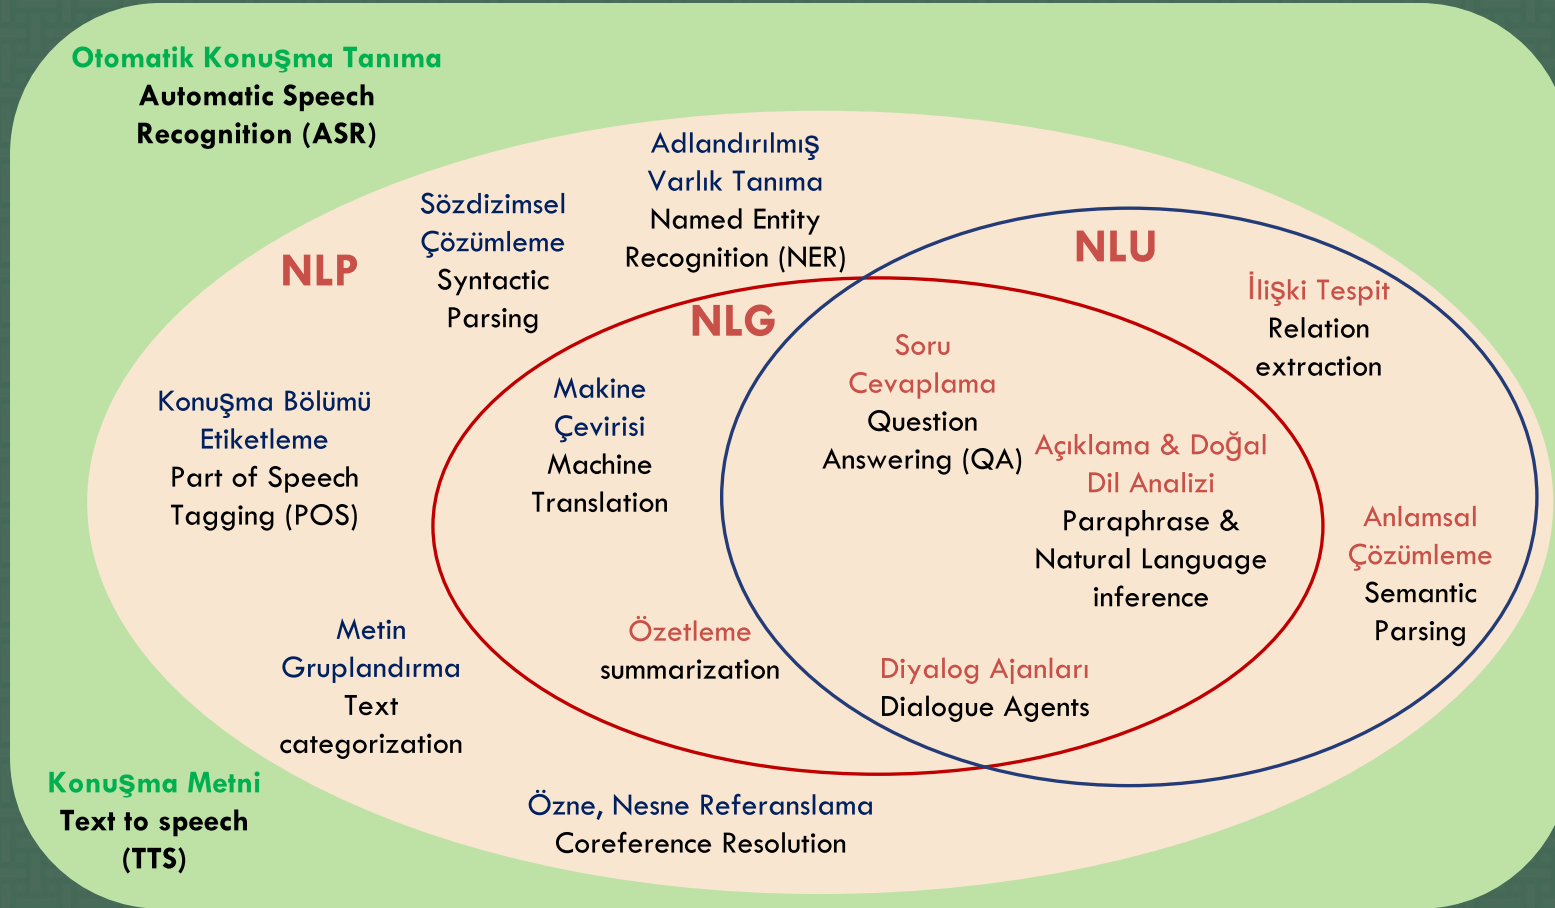 Otomatik Konuşma Tanıma
Automatic Speech
Recognition (ASR)
Adlandırılmış
Varlık Tanıma
Named Entity
Recognition (NER)
Sözdizimsel
Çözümleme
Syntactic
Parsing
NLP
NLU
NLG
İlişki Tespit
Relation
extraction
Soru
Cevaplama
Question
Answering (QA)
Makine
Çevirisi
Machine
Translation
Konuşma Bölümü
Etiketleme
Part of Speech
Tagging (POS)
Açıklama & Doğal
Dil Analizi
Paraphrase &
Natural Language
inference
Anlamsal
Çözümleme
Semantic
Parsing
Metin
Gruplandırma
Text
categorization
Özetleme
summarization
Diyalog Ajanları
Dialogue Agents
Konuşma Metni
Text to speech
(TTS)
Özne, Nesne Referanslama
Coreference Resolution